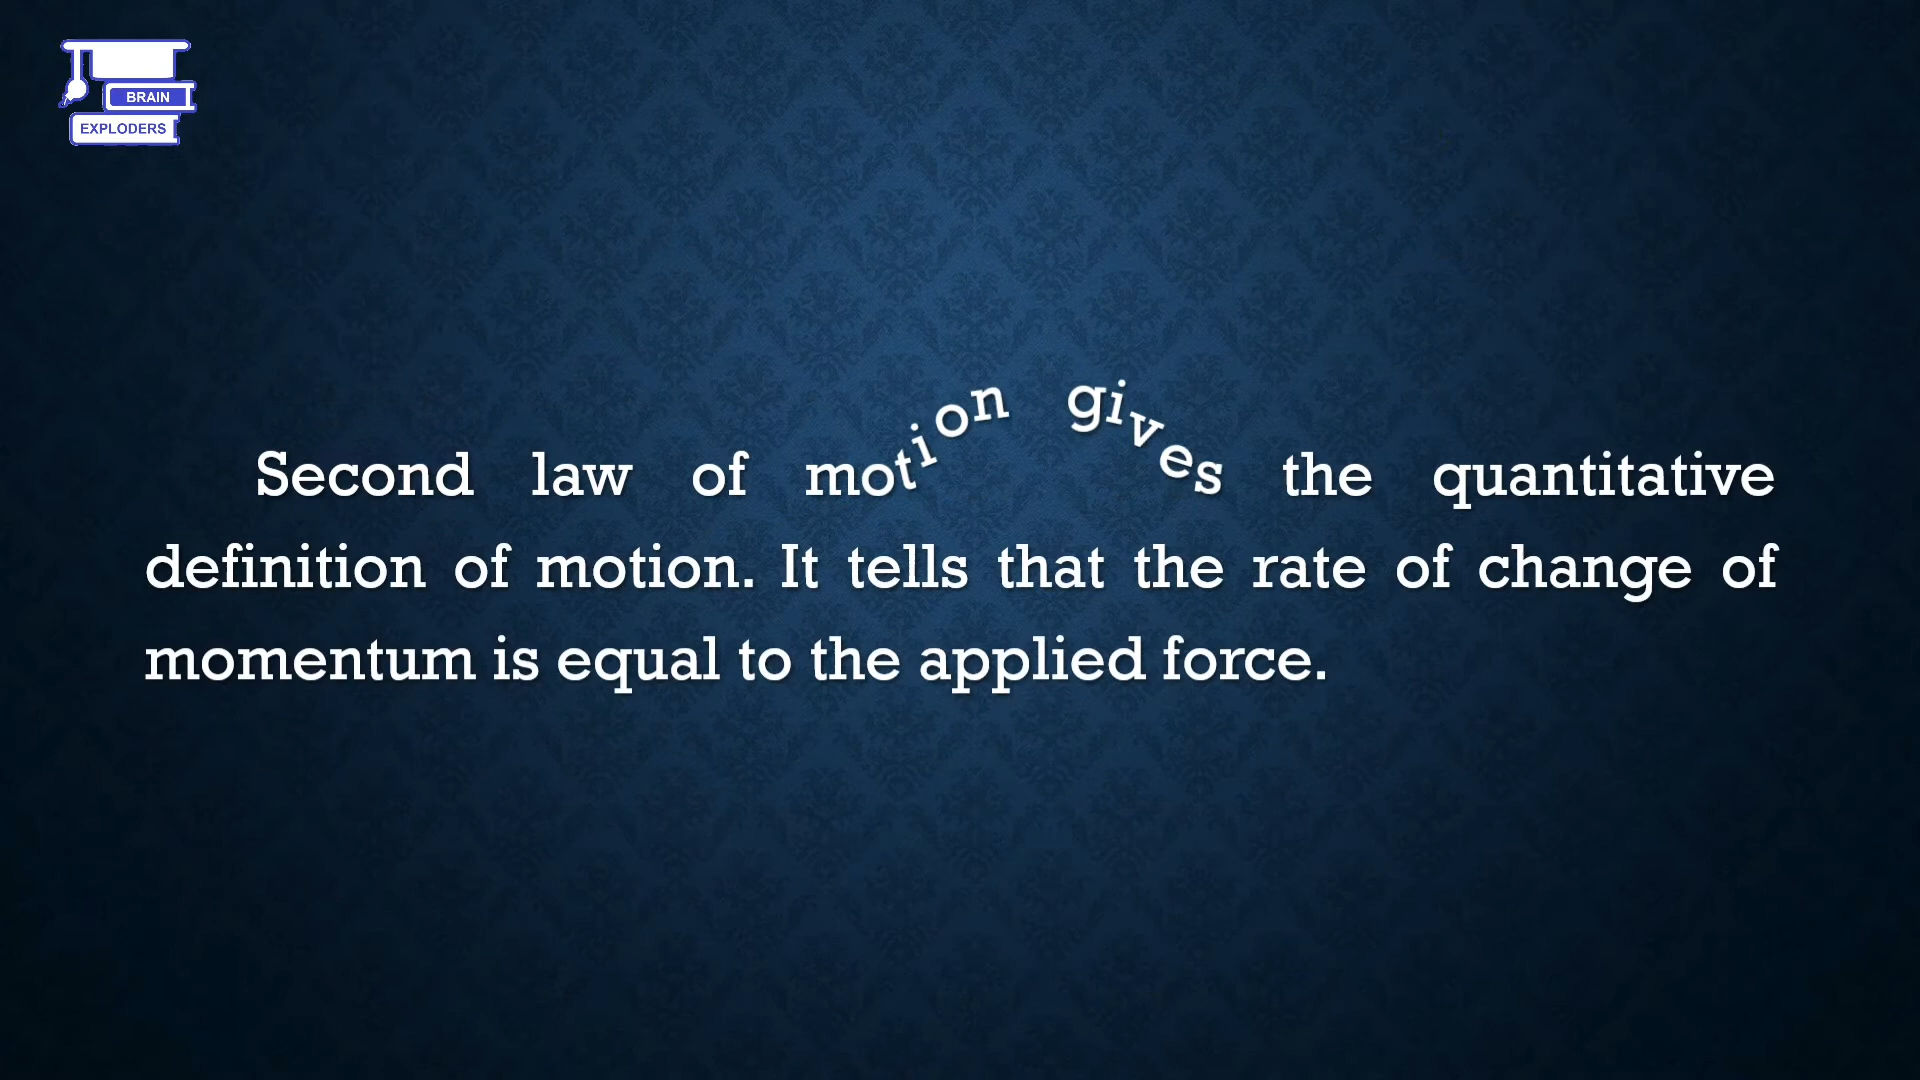 BRAIN
EXPLODERS
Second law of motion gives the quantitative
definition of motion. It tells that the rate of change of
momentum is equal to the applied force.